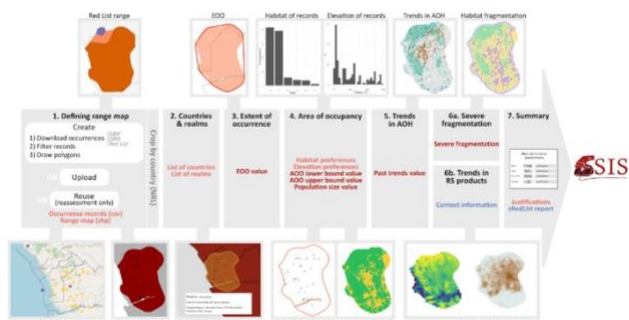 Red List range
EOO
Habitat of records
Elevation of records
Trends in AOH
Habitat fragmentation
1. Defining range map
Create
1) Download occurrences
2) Filter records
3) Draw polygons
OR
Upload
OR
Reuse
(reassessment only)
Occurrence records (csv)
Range map (shp)
Crop by country (NRL)
2. Countries
& realms
List of countries
List of realms
3. Extent of
occurrence
EOO value
4. Area of occupancy
Habitat preferences
Elevation preferences
AOO lower bound value
AOO upper bound value
Population size value
5. Trends
in AOH
Past trends value
6a. Severe
fragmentation
Severe fragmentation
6b. Trends in
RS products
Context information
7. Summary
Justifications
sRedList report
SIS